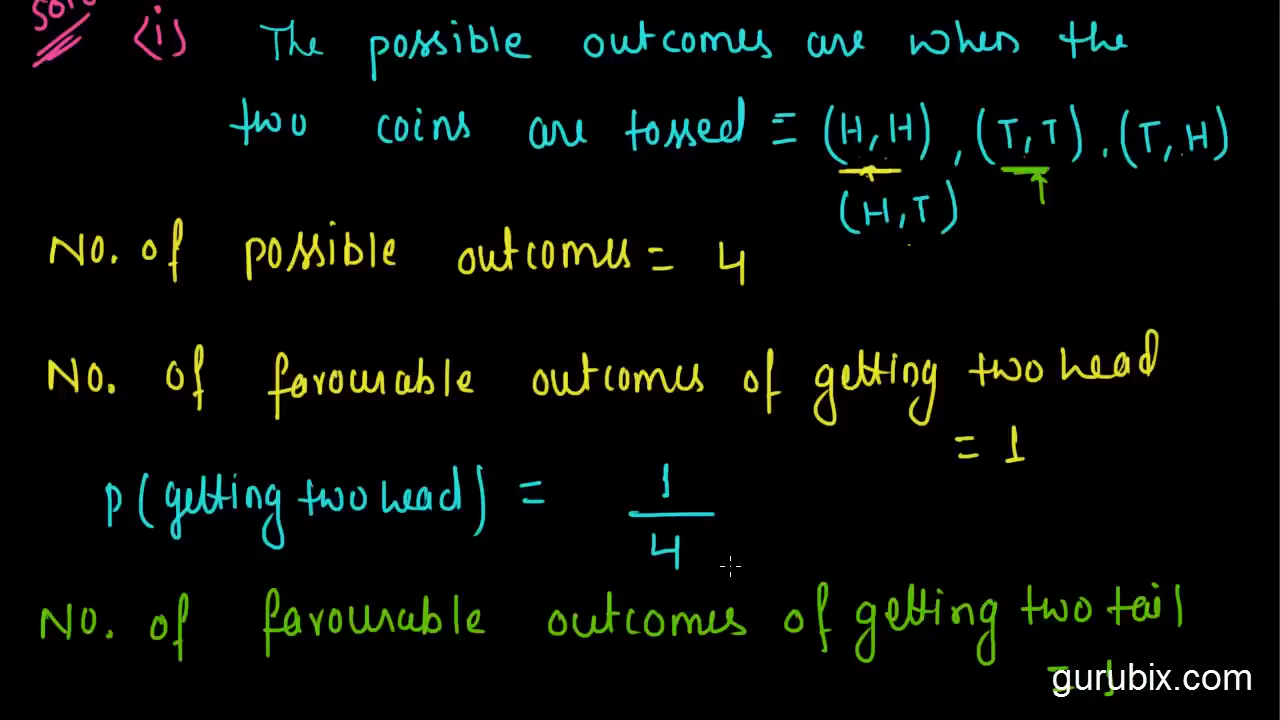 Soln (i) The possible outcomes are when the
two coins are tossed = (H,H), (T,T). (T,H)
(H,T)
No. of possible outcomes = 4
No. of favourable outcomes of getting two head
= 1
P(getting two head) = 1/4
No. of favourable outcomes of getting two tail
= 1
gurubix.com